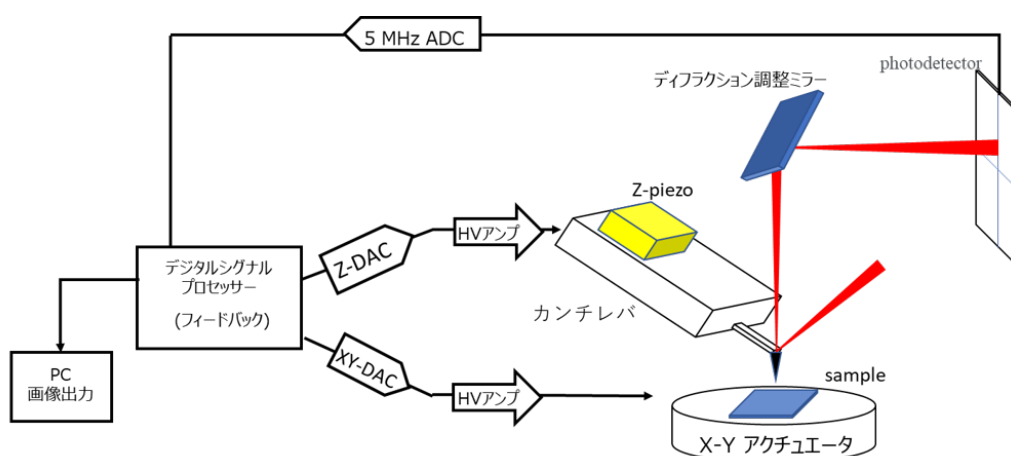 5 MHz ADC
photodetector
ディフラクション調整ミラー
Z-piezo
HVアンプ
Z-DAC
デジタルシグナル
プロセッサー
(フィードバック)
カンチレバ
XY-DAC
PC
画像出力
HVアンプ
sample
X-Y アクチュエータ